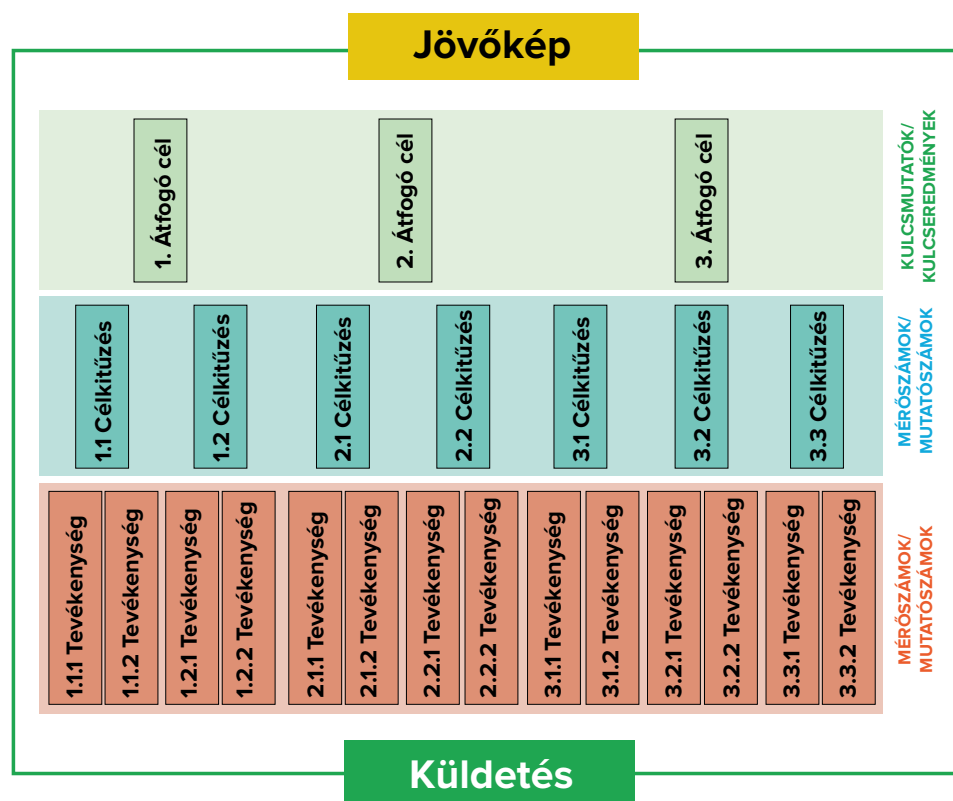 Jövőkép
1. Átfogó cél
2. Átfogó cél
3. Átfogó cél
KULCSMUTATÓK/
KULCSEREDMÉNYEK
1.1 Célkitűzés
1.2 Célkitűzés
2.1 Célkitűzés
2.2 Célkitűzés
3.1 Célkitűzés
3.2 Célkitűzés
3.3 Célkitűzés
MÉRŐSZÁMOK/
MUTATÓSZÁMOK
1.1.1 Tevékenység
1.1.2 Tevékenység
1.2.1 Tevékenység
1.2.2 Tevékenység
2.1.1 Tevékenység
2.1.2 Tevékenység
2.2.1 Tevékenység
2.2.2 Tevékenység
3.1.1 Tevékenység
3.1.2 Tevékenység
3.2.1 Tevékenység
3.2.2 Tevékenység
3.3.1 Tevékenység
3.3.2 Tevékenység
MÉRŐSZÁMOK/
MUTATÓSZÁMOK
Küldetés